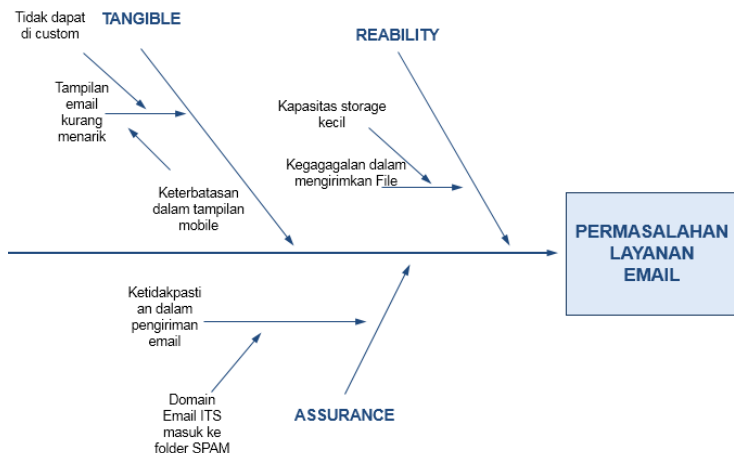 Tidak dapat
di custom
TANGIBLE
REABILITY
Tampilan
email
kurang
menarik
Kapasitas storage
kecil
Kegagagalan dalam
mengirimkan File
Keterbatasan
dalam tampilan
mobile
PERMASALAHAN
LAYANAN
EMAIL
Ketidakpasti
an dalam
pengiriman
email
Domain
Email ITS
masuk ke
folder SPAM
ASSURANCE